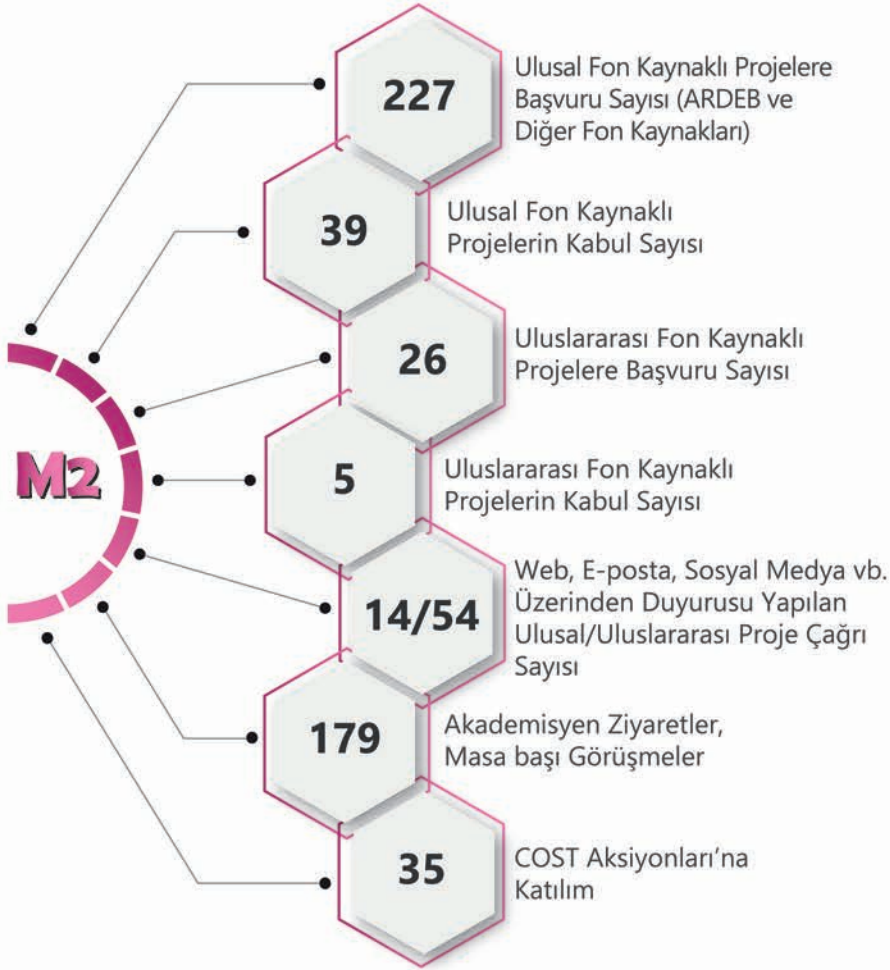 227
Ulusal Fon Kaynaklı Projelere
Başvuru Sayısı (ARDEB ve
Diğer Fon Kaynakları)
39
Ulusal Fon Kaynaklı
Projelerin Kabul Sayısı
26
Uluslararası Fon Kaynaklı
Projelere Başvuru Sayısı
M2
5
Uluslararası Fon Kaynaklı
Projelerin Kabul Sayısı
14/54
Web, E-posta, Sosyal Medya vb.
Üzerinden Duyurusu Yapılan
Ulusal/Uluslararası Proje Çağrı
Sayısı
179
Akademisyen Ziyaretler,
Masa başı Görüşmeler
35
COST Aksiyonları’na
Katılım